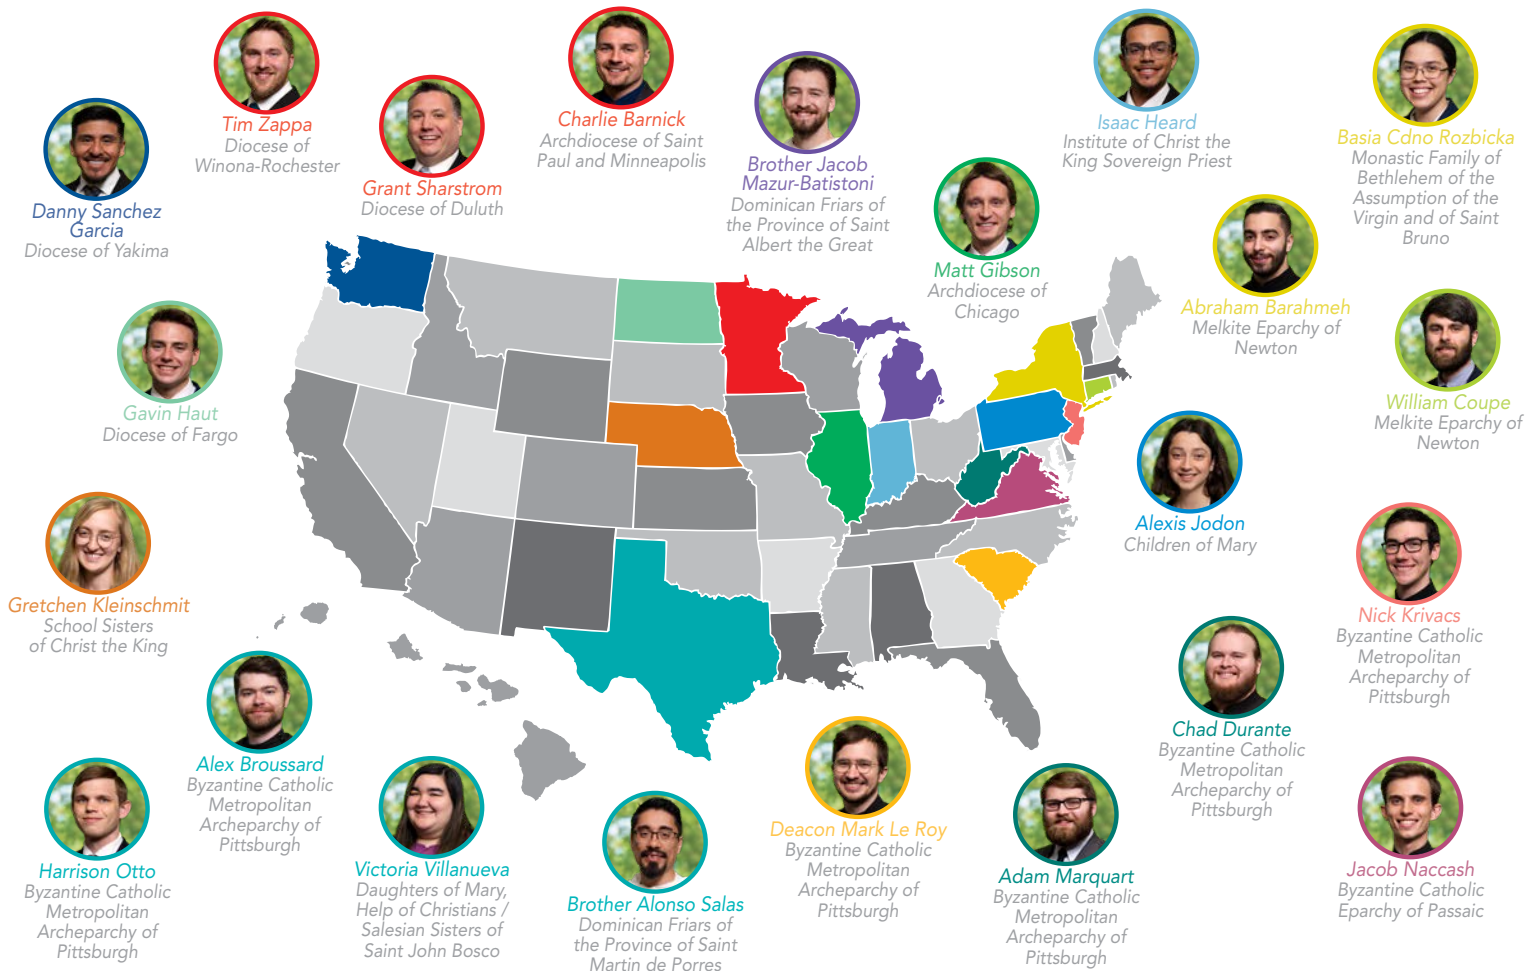 Tim Zappa
Diocese of
Winona-Rochester
Charlie Barnick
Archdiocese of Saint
Paul and Minneapolis
Isaac Heard
Institute of Christ the
King Sovereign Priest
Basia Cdno Rozbicka
Monastic Family of
Bethlehem of the
Assumption of the
Virgin and of Saint
Bruno
Danny Sanchez
Garcia
Diocese of Yakima
Grant Sharstrom
Diocese of Duluth
Brother Jacob
Mazur-Batistoni
Dominican Friars of
the Province of Saint
Albert the Great
Matt Gibson
Archdiocese of
Chicago
Abraham Barahmeh
Melkite Eparchy of
Newton
Gavin Haut
Diocese of Fargo
William Coupe
Melkite Eparchy of
Newton
Alexis Jodon
Children of Mary
Gretchen Kleinschmit
School Sisters
of Christ the King
Nick Krivacs
Byzantine Catholic
Metropolitan
Archeparchy of
Pittsburgh
Alex Broussard
Byzantine Catholic
Metropolitan
Archeparchy of
Pittsburgh
Chad Durante
Byzantine Catholic
Metropolitan
Archeparchy of
Pittsburgh
Harrison Otto
Byzantine Catholic
Metropolitan
Archeparchy of
Pittsburgh
Victoria Villanueva
Daughters of Mary,
Help of Christians /
Salesian Sisters of
Saint John Bosco
Brother Alonso Salas
Dominican Friars of
the Province of Saint
Martin de Porres
Deacon Mark Le Roy
Byzantine Catholic
Metropolitan
Archeparchy of
Pittsburgh
Adam Marquart
Byzantine Catholic
Metropolitan
Archeparchy of
Pittsburgh
Jacob Naccash
Byzantine Catholic
Eparchy of Passaic